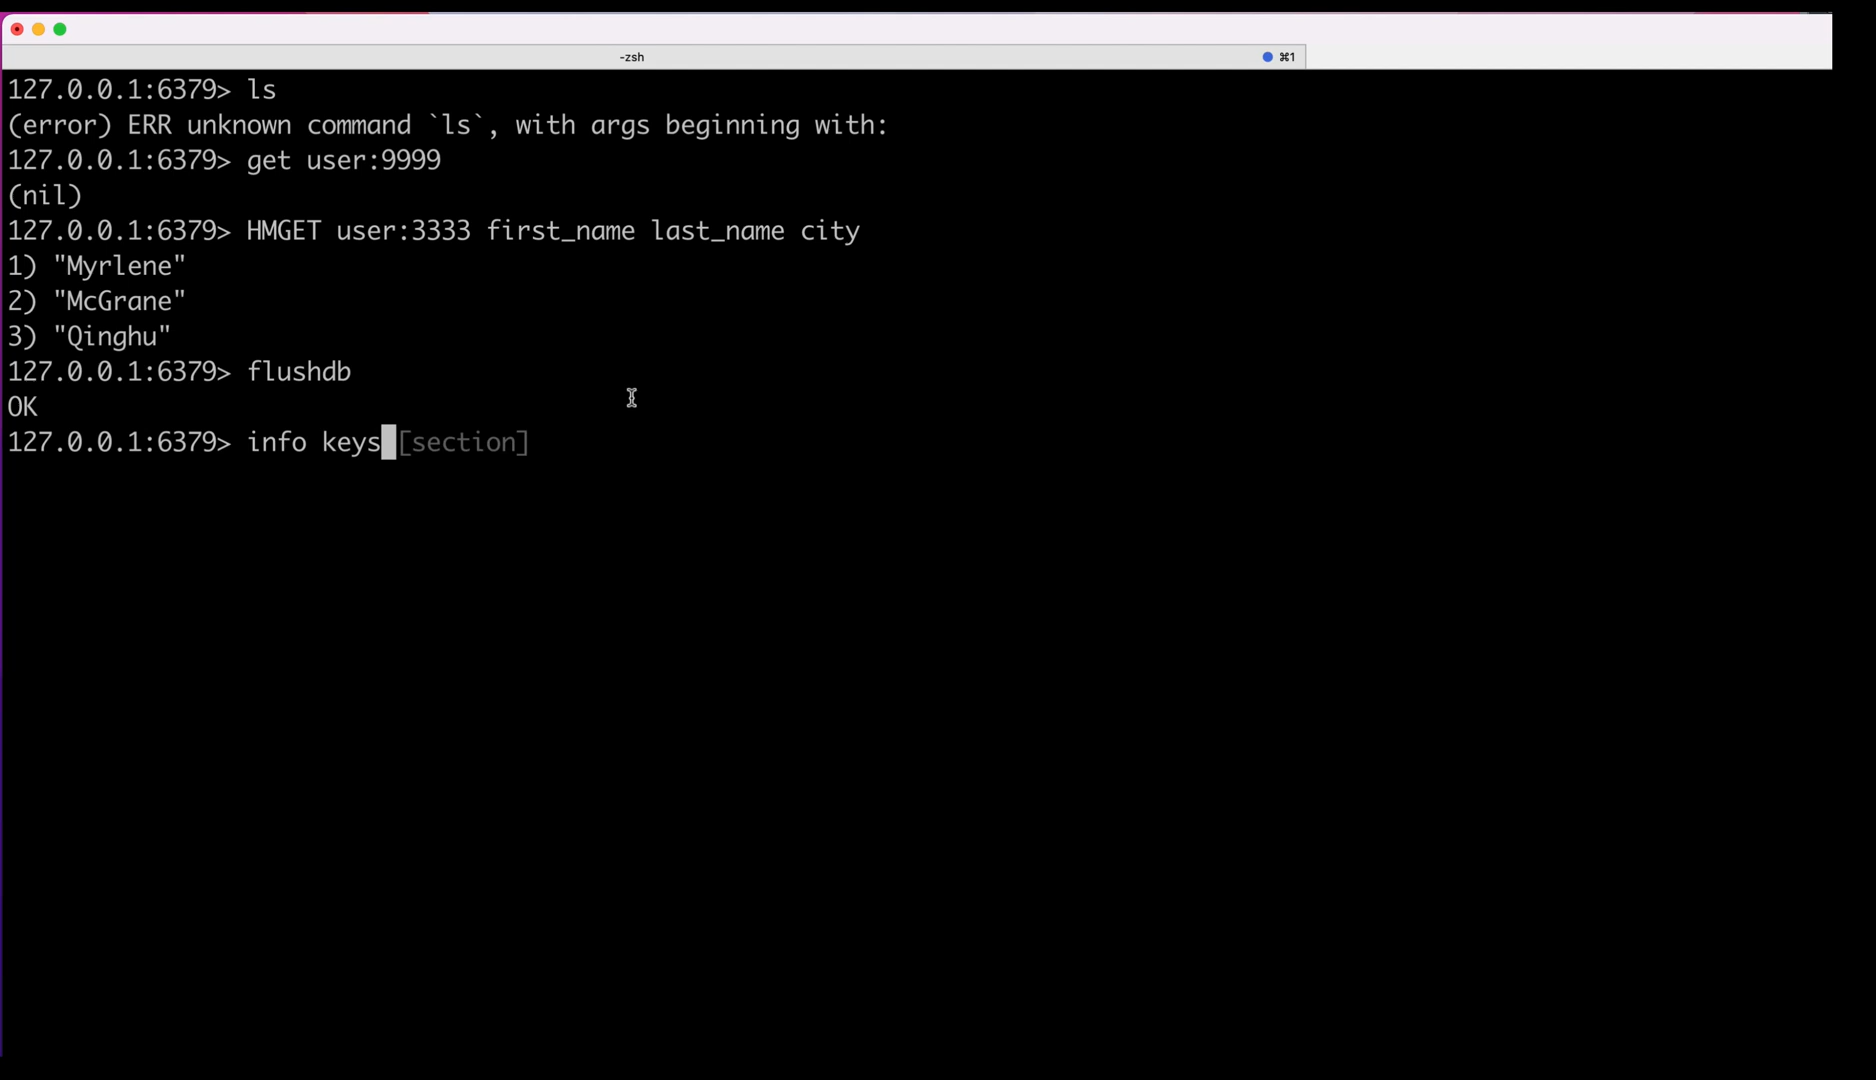 -zsh
⌘1
127.0.0.1:6379> ls
(error) ERR unknown command `ls`, with args beginning with:
127.0.0.1:6379> get user:9999
(nil)
127.0.0.1:6379> HMGET user:3333 first_name last_name city
1) "Myrlene"
2) "McGrane"
3) "Qinghu"
127.0.0.1:6379> flushdb
OK
127.0.0.1:6379> info keys [section]